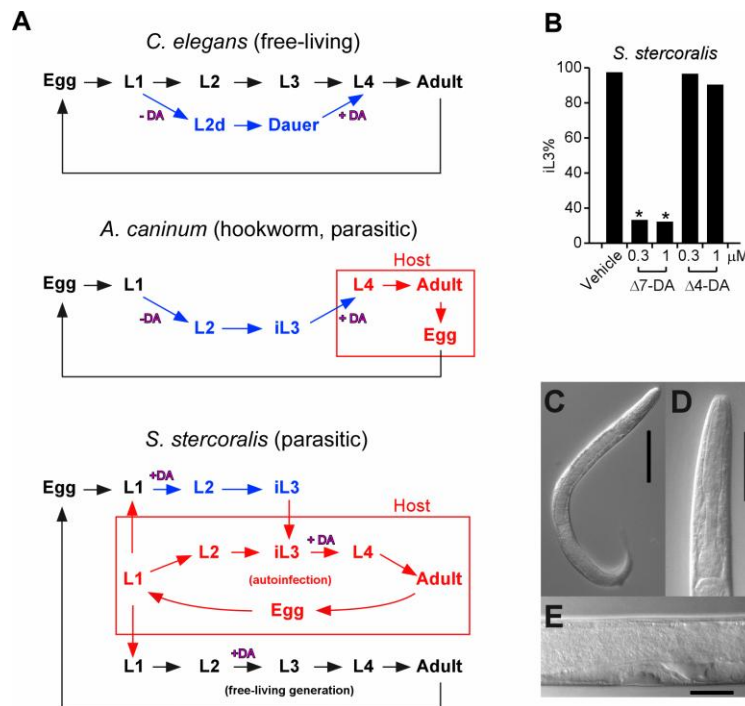 A
C. elegans (free-living)
Egg L1 L2 L3 L4 Adult
- DA + DA
L2d Dauer
A. caninum (hookworm, parasitic)
Host
Egg L1 L4 Adult
-DA + DA
L2 iL3
Egg
S. stercoralis (parasitic)
+DA
Egg L1 L2 iL3
Host
+ DA
L2 iL3 L4
L1 (autoinfection) Adult
Egg
+DA
L1 L2 L3 L4 Adult
(free-living generation)
B
S. stercoralis
iL3%
100
80
60
40
20
0
* *
Vehicle 0.3 1 0.3 1 μM
Δ7-DA Δ4-DA
C D
E